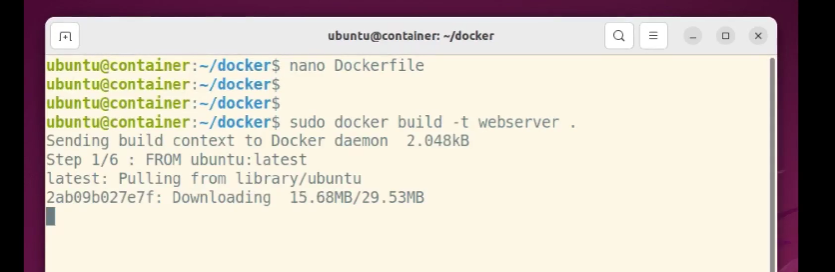 ubuntu@container: ~/docker
ubuntu@container:~/docker$ nano Dockerfile
ubuntu@container:~/docker$
ubuntu@container:~/docker$
ubuntu@container:~/docker$ sudo docker build -t webserver .
Sending build context to Docker daemon  2.048kB
Step 1/6 : FROM ubuntu:latest
latest: Pulling from library/ubuntu
2ab09b027e7f: Downloading  15.68MB/29.53MB